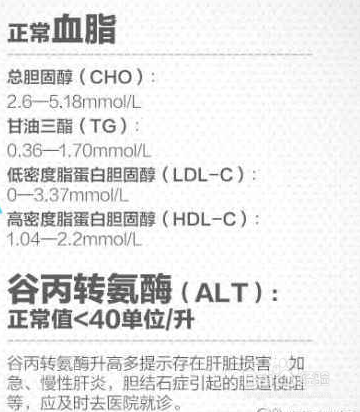 正常血脂
总胆固醇（CHO）：
2.6—5.18mmol/L
甘油三酯（TG）：
0.36—1.70mmol/L
低密度脂蛋白胆固醇（LDL-C）：
0—3.37mmol/L
高密度脂蛋白胆固醇（HDL-C）：
1.04—2.2mmol/L
谷丙转氨酶（ALT）：
正常值<40单位/升
谷丙转氨酶升高多提示存在肝脏损害，如
急、慢性肝炎，胆结石症引起的胆道梗阻
等，应及时去医院就诊。